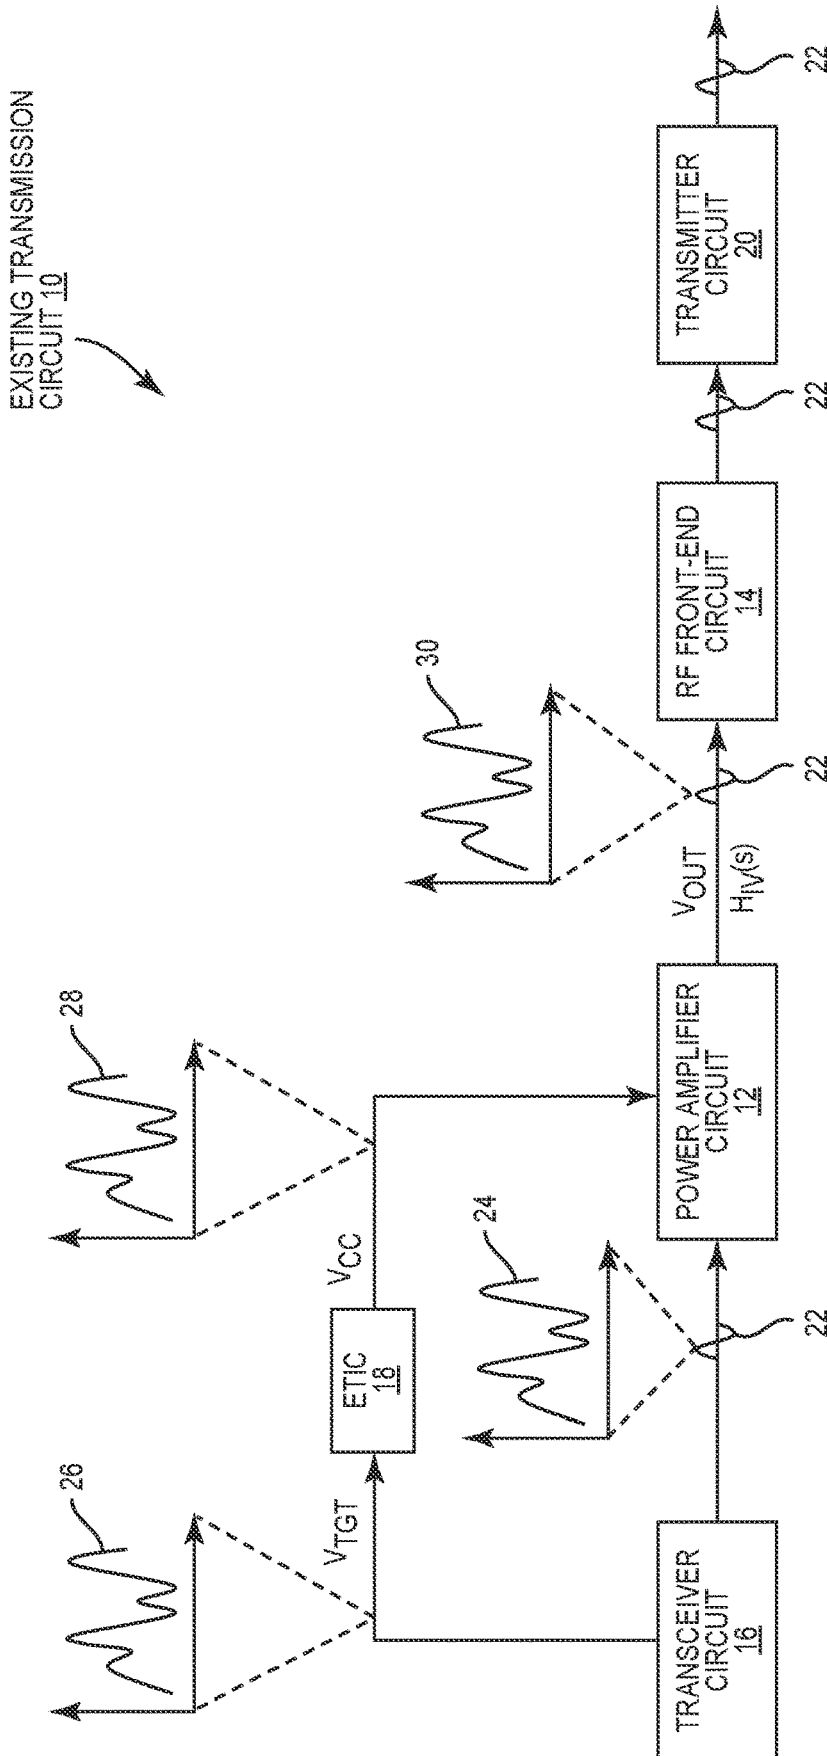 EXISTING TRANSMISSION
CIRCUIT 10
26
28
24
30
VTGT
ETIC
18
VCC
VOUT
HIV(s)
TRANSCEIVER
CIRCUIT
16
22
POWER AMPLIFIER
CIRCUIT
12
22
RF FRONT-END
CIRCUIT
14
22
TRANSMITTER
CIRCUIT
20
22